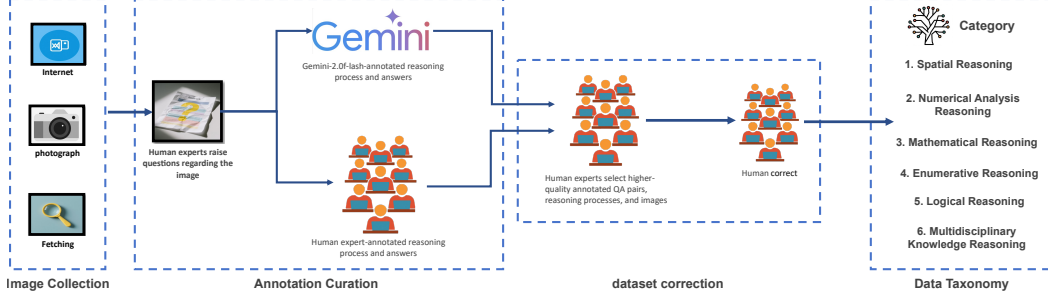 Internet
photograph
Fetching
Image Collection
Human experts raise
questions regarding the
image
Gemini
Gemini-2.0f-lash-annotated reasoning
process and answers
Human expert-annotated reasoning
process and answers
Annotation Curation
Human experts select higher-
quality annotated QA pairs,
reasoning processes, and images
Human correct
dataset correction
Category
1. Spatial Reasoning
2. Numerical Analysis
Reasoning
3. Mathematical Reasoning
4. Enumerative Reasoning
5. Logical Reasoning
6. Multidisciplinary
Knowledge Reasoning
Data Taxonomy